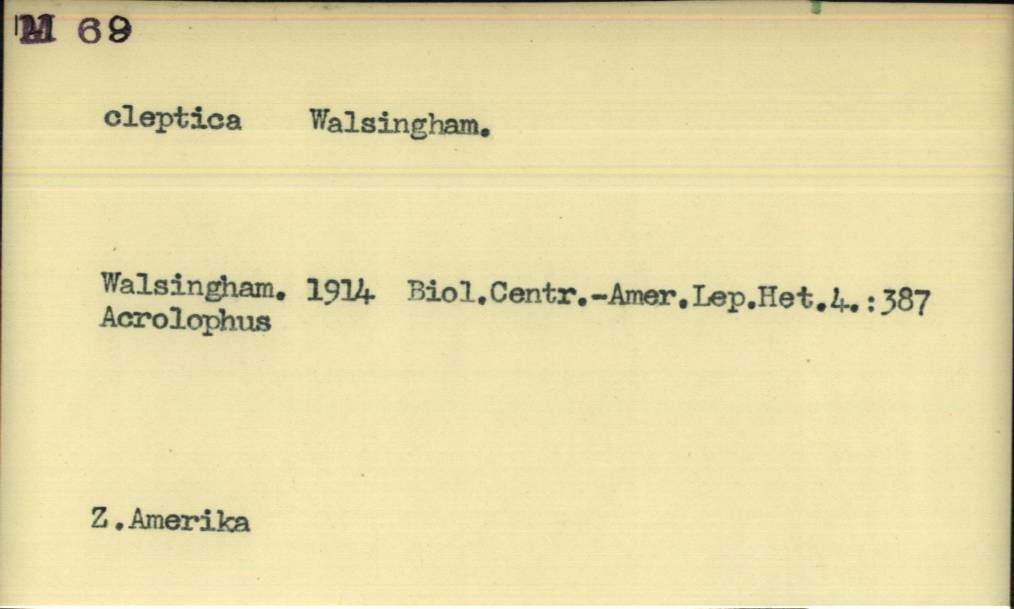 M 69
cleptica Walsingham.
Walsingham. 1914 Biol.Centr.-Amer.Lep.Het.4.:387
Acrolophus
Z.Amerika